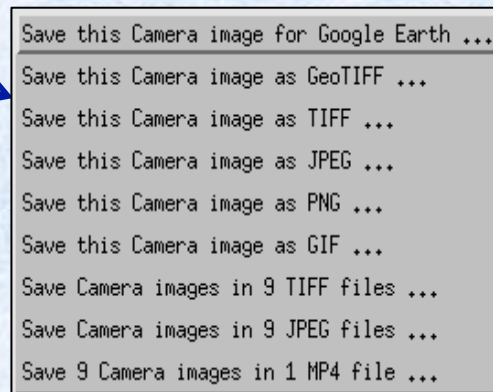 Save this Camera image for Google Earth ...
Save this Camera image as GeoTIFF ...
Save this Camera image as TIFF ...
Save this Camera image as JPEG ...
Save this Camera image as PNG ...
Save this Camera image as GIF ...
Save Camera images in 9 TIFF files ...
Save Camera images in 9 JPEG files ...
Save 9 Camera images in 1 MP4 file ...